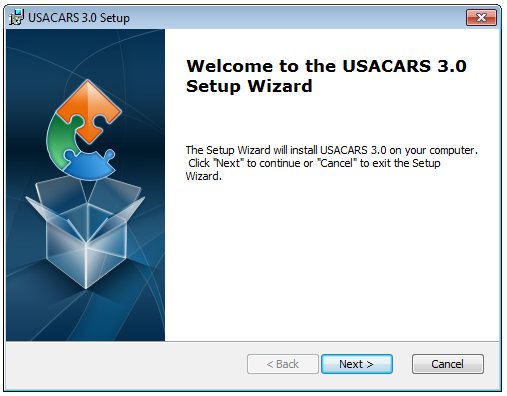 USACARS 3.0 Setup
Welcome to the USACARS 3.0
Setup Wizard
The Setup Wizard will install USACARS 3.0 on your computer.
Click "Next" to continue or "Cancel" to exit the Setup
Wizard.
< Back
Next >
Cancel